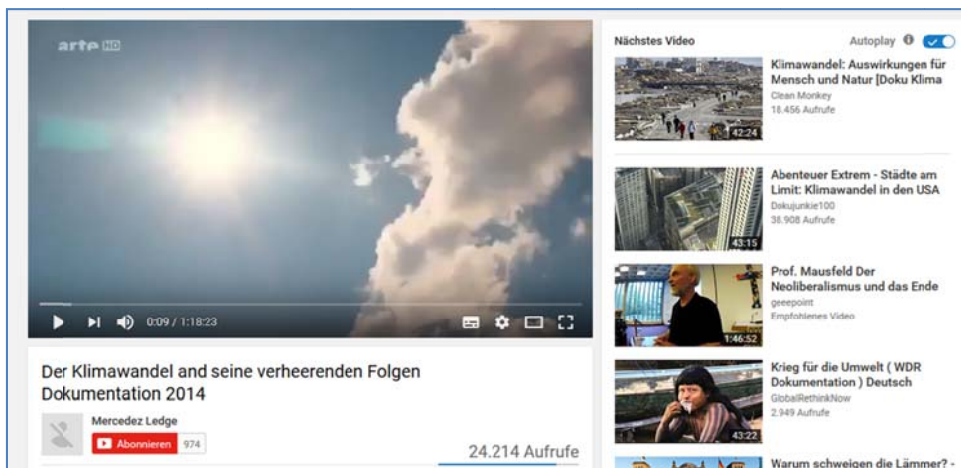 arte HD
0:09 / 1:18:23
Der Klimawandel and seine verheerenden Folgen
Dokumentation 2014
Mercedez Ledge
Abonnieren 974
24.214 Aufrufe
Nächstes Video
Autoplay
Klimawandel: Auswirkungen für
Mensch und Natur [Doku Klima
Clean Monkey
18.456 Aufrufe
42:24
Abenteuer Extrem - Städte am
Limit: Klimawandel in den USA
Dokujunkie100
38.908 Aufrufe
43:15
Prof. Mausfeld Der
Neoliberalismus und das Ende
geeepoint
Empfohlenes Video
1:46:52
Krieg für die Umwelt ( WDR
Dokumentation ) Deutsch
GlobalRethinkNow
2.949 Aufrufe
43:22
Warum schweigen die Lämmer? -